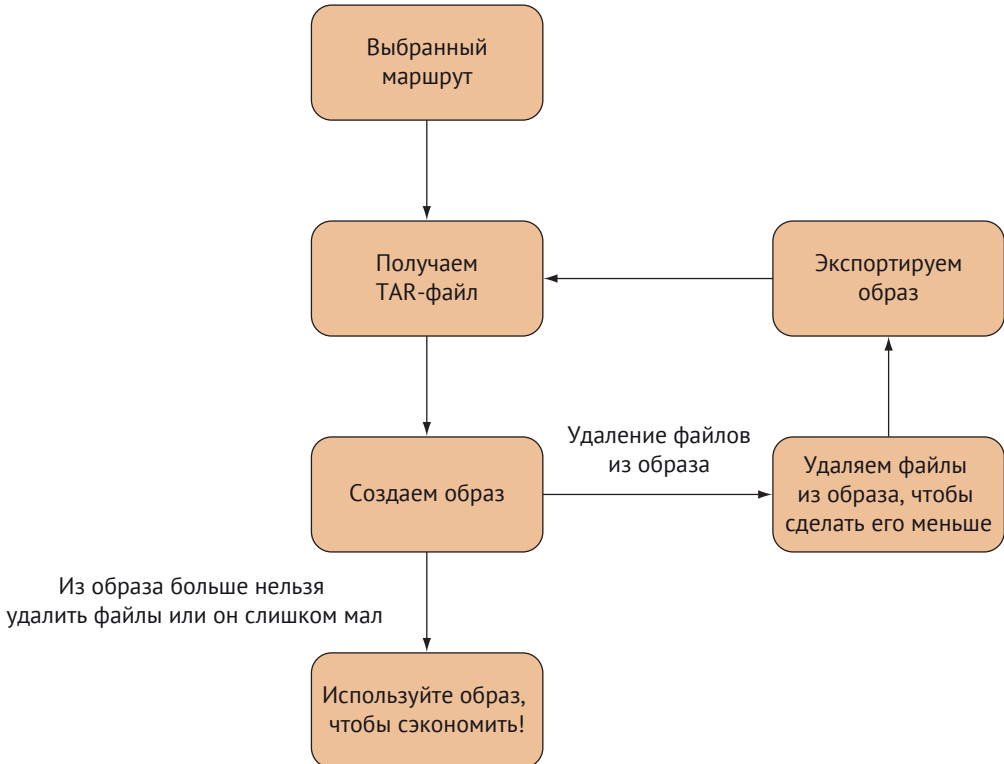 Выбранный
маршрут
Получаем
TAR-файл
Экспортируем
образ
Создаем образ
Удаление файлов
из образа
Удаляем файлы
из образа, чтобы
сделать его меньше
Из образа больше нельзя
удалить файлы или он слишком мал
Используйте образ,
чтобы сэкономить!